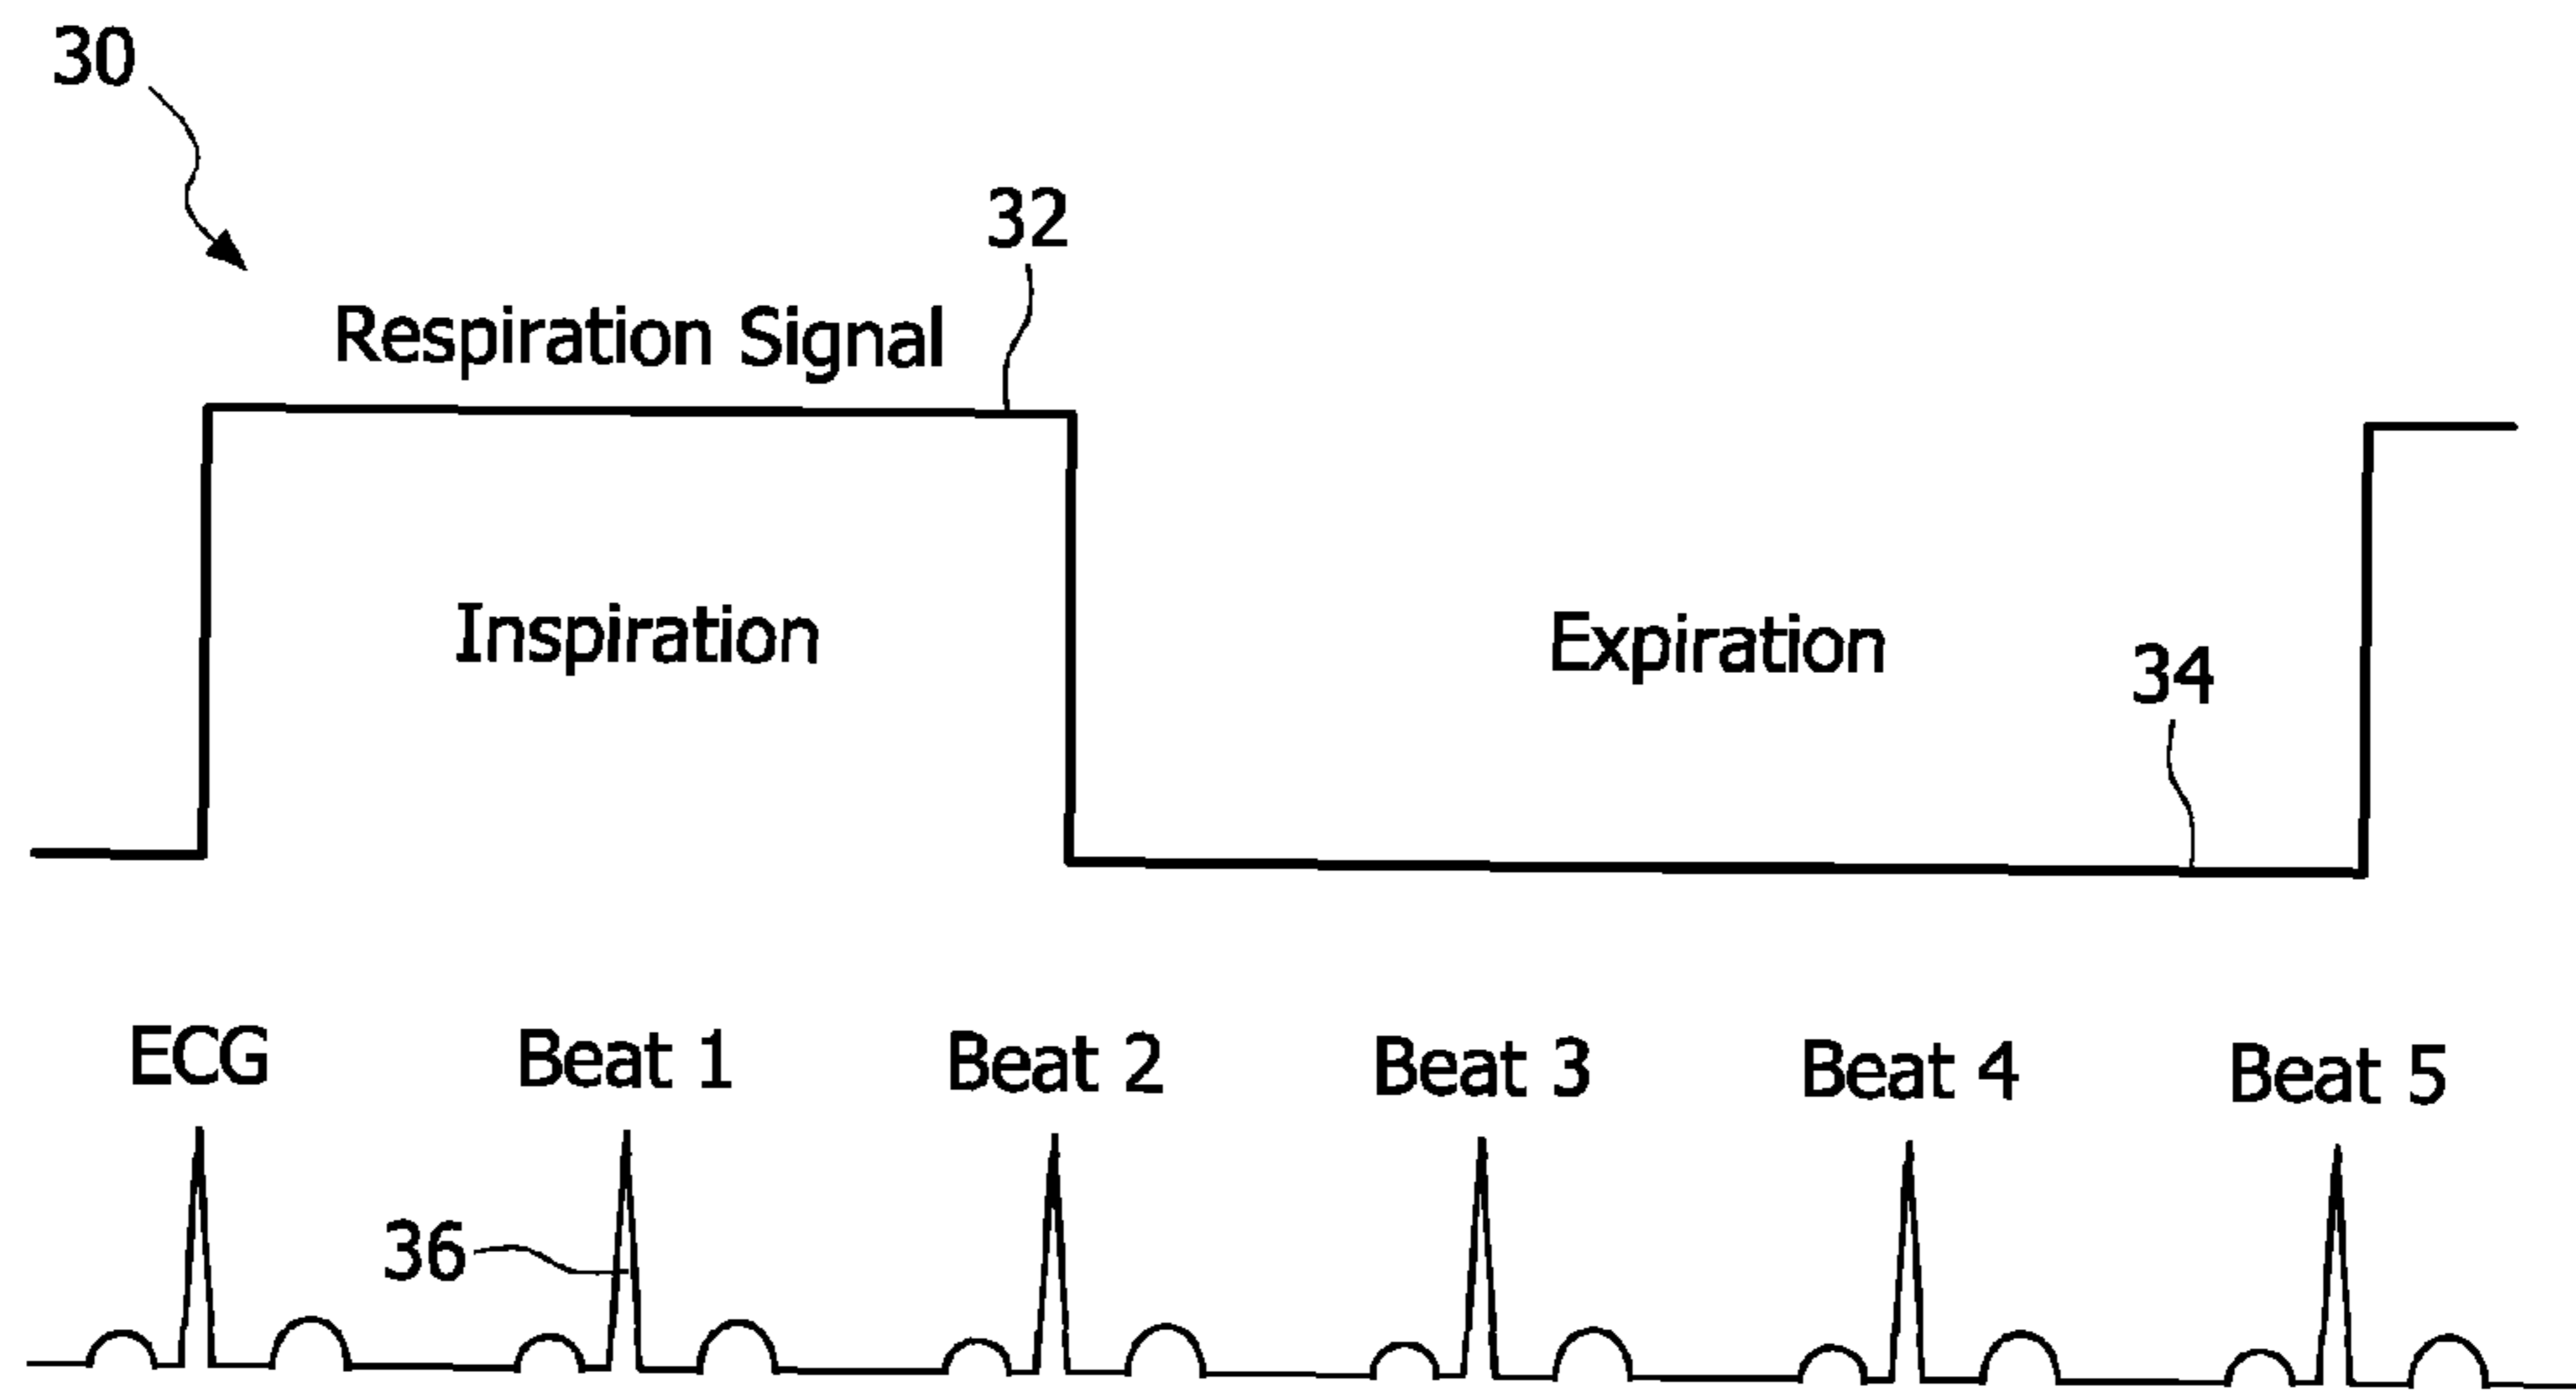 30
32
Respiration Signal
Inspiration
Expiration
34
ECG Beat 1 Beat 2 Beat 3 Beat 4 Beat 5
36